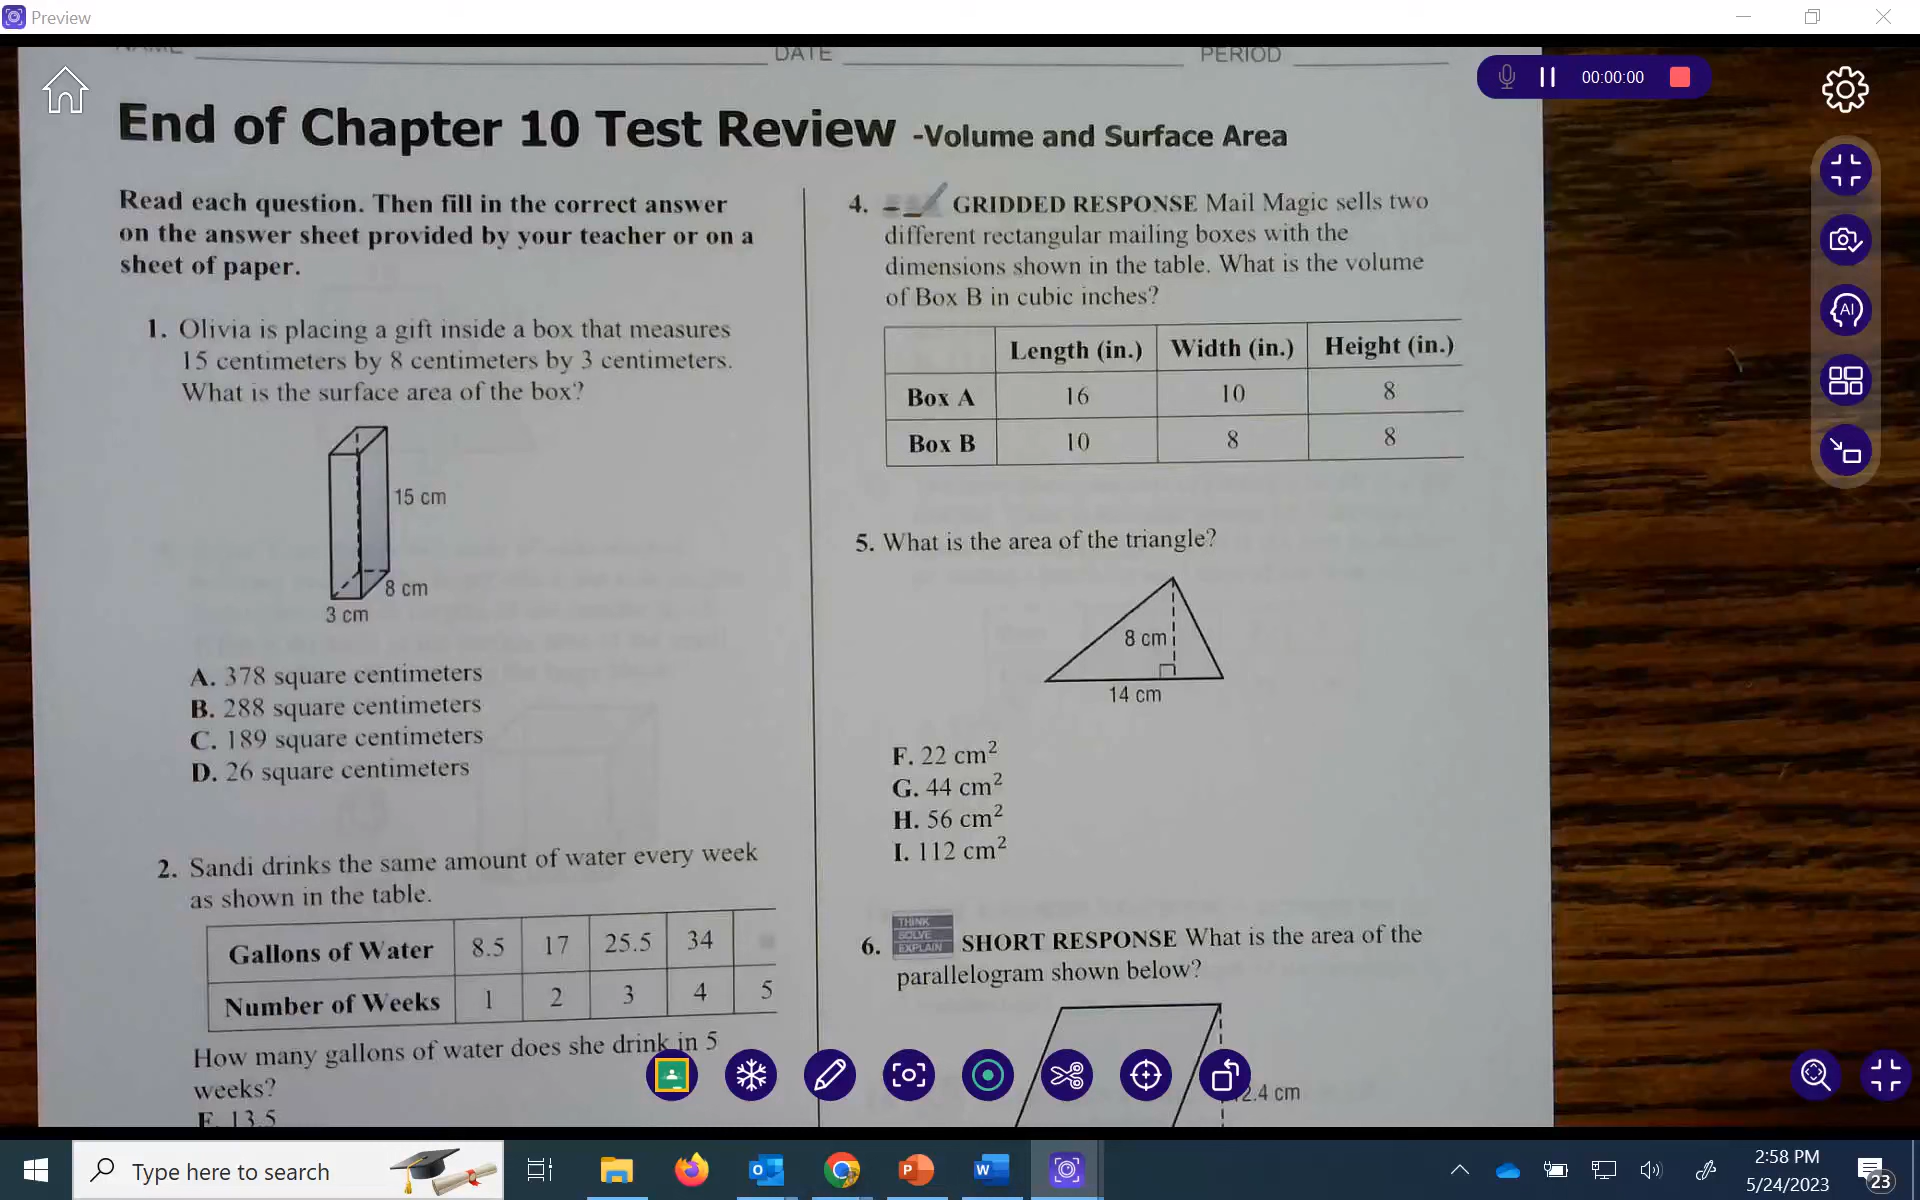 Preview
NAME DATE PERIOD
00:00:00
End of Chapter 10 Test Review -Volume and Surface Area
Read each question. Then fill in the correct answer
on the answer sheet provided by your teacher or on a
sheet of paper.
1. Olivia is placing a gift inside a box that measures
15 centimeters by 8 centimeters by 3 centimeters.
What is the surface area of the box?
15 cm
8 cm
3 cm
A. 378 square centimeters
B. 288 square centimeters
C. 189 square centimeters
D. 26 square centimeters
2. Sandi drinks the same amount of water every week
as shown in the table.
Gallons of Water 8.5 17 25.5 34
Number of Weeks 1 2 3 4 5
How many gallons of water does she drink in 5
weeks?
F. 13.5
4. GRIDDED RESPONSE Mail Magic sells two
different rectangular mailing boxes with the
dimensions shown in the table. What is the volume
of Box B in cubic inches?
Length (in.) Width (in.) Height (in.)
Box A 16 10 8
Box B 10 8 8
5. What is the area of the triangle?
8 cm
14 cm
F. 22 cm²
G. 44 cm²
H. 56 cm²
I. 112 cm²
6. THINK SOLVE EXPLAIN SHORT RESPONSE What is the area of the
parallelogram shown below?
2.4 cm
AI
Type here to search
2:58 PM
5/24/2023
23